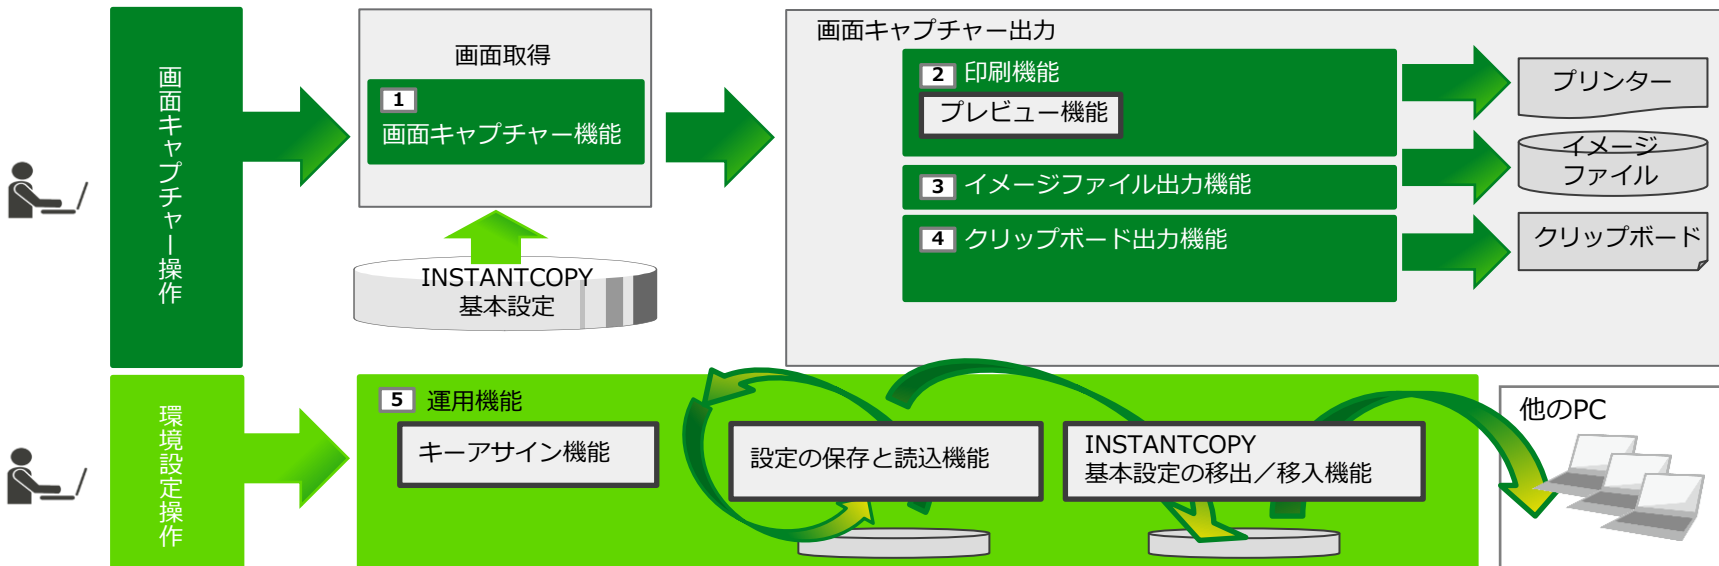 画面キャプチャー操作
画面取得
1
画面キャプチャー機能
INSTANTCOPY
基本設定
画面キャプチャー出力
2 印刷機能
プレビュー機能
3 イメージファイル出力機能
4 クリップボード出力機能
プリンター
イメージ
ファイル
クリップボード
環境設定操作
5 運用機能
キーアサイン機能
設定の保存と読込機能
INSTANTCOPY
基本設定の移出／移入機能
他のPC